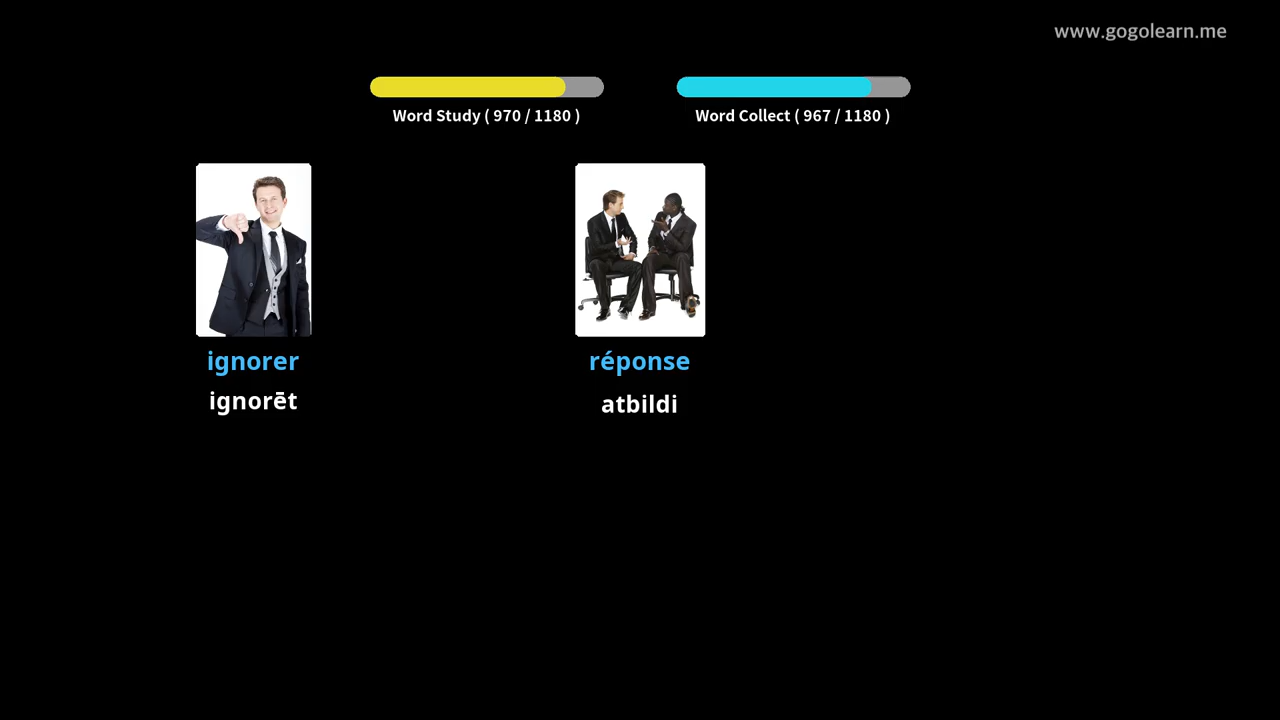 www.gogolearn.me
Word Study ( 970 / 1180 )
Word Collect ( 967 / 1180 )
ignorer
réponse
ignorēt
atbildi